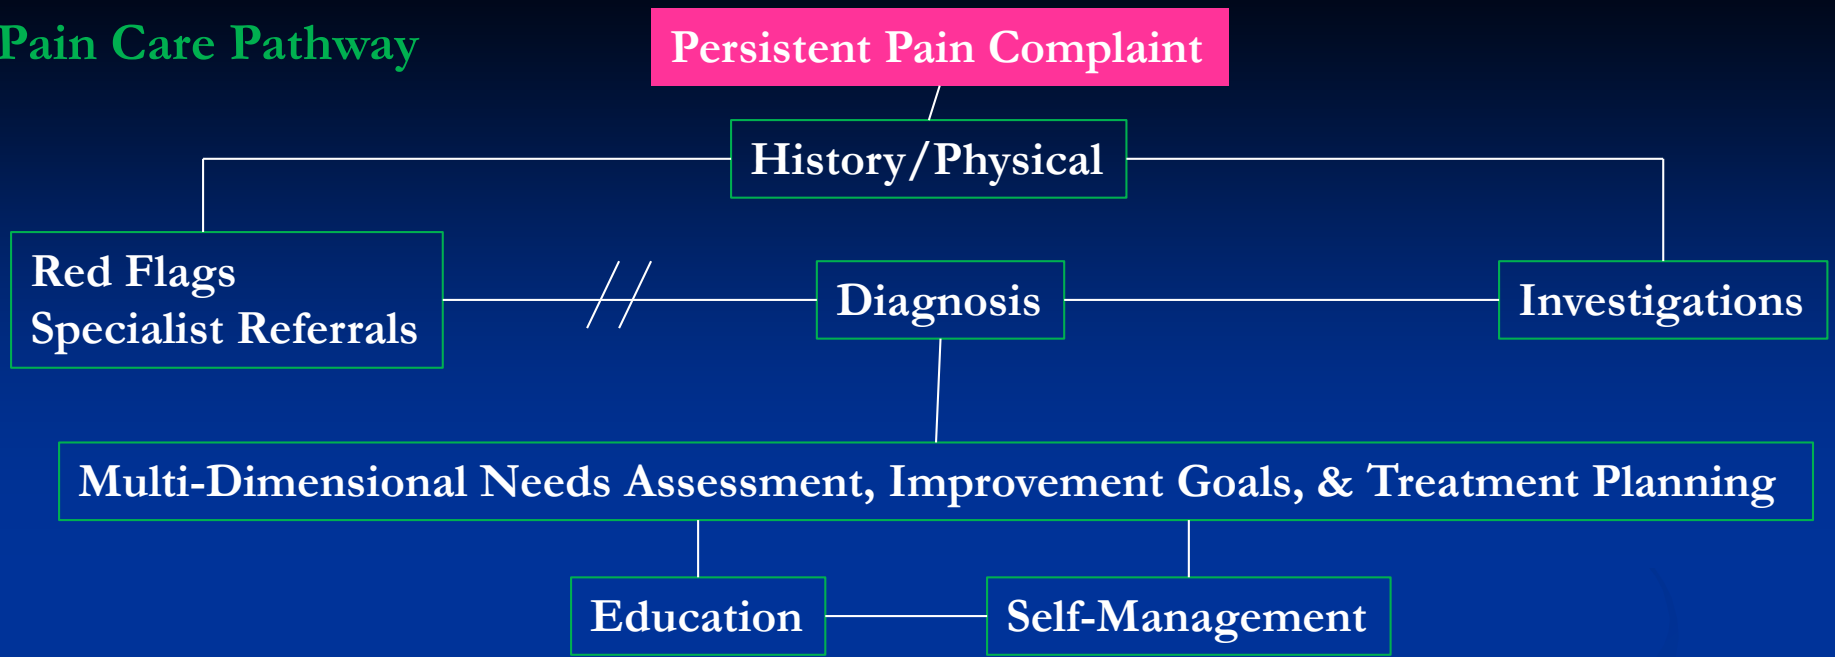 Pain Care Pathway
Persistent Pain Complaint
History/Physical
Red Flags
Specialist Referrals
Diagnosis
Investigations
Multi-Dimensional Needs Assessment, Improvement Goals, & Treatment Planning
Education
Self-Management